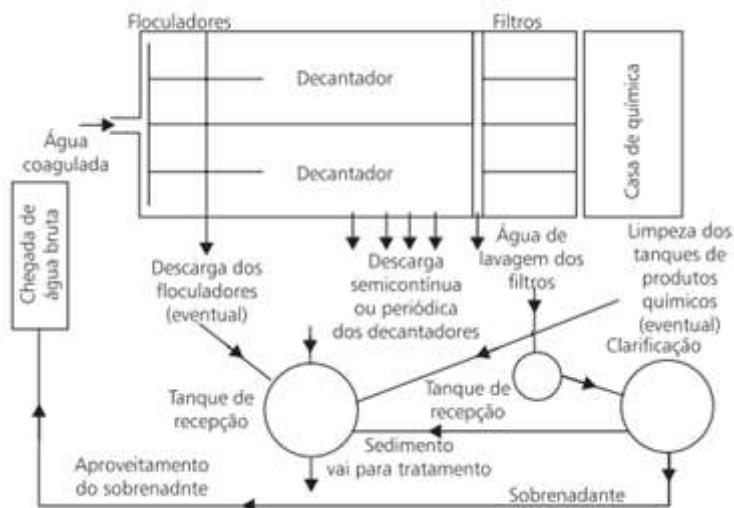 Floculadores
Filtros
Decantador
Decantador
Casa de química
Água
coagulada
Chegada de
água bruta
Descarga dos
floculadores
(eventual)
Descarga
semicontínua
ou periódica
dos decantadores
Água de
lavagem dos
filtros
Limpeza dos
tanques de
produtos
químicos
(eventual)
Clarificação
Tanque de
recepção
Tanque de
recepção
Sedimento
vai para tratamento
Aproveitamento
do sobrenadnte
Sobrenadante